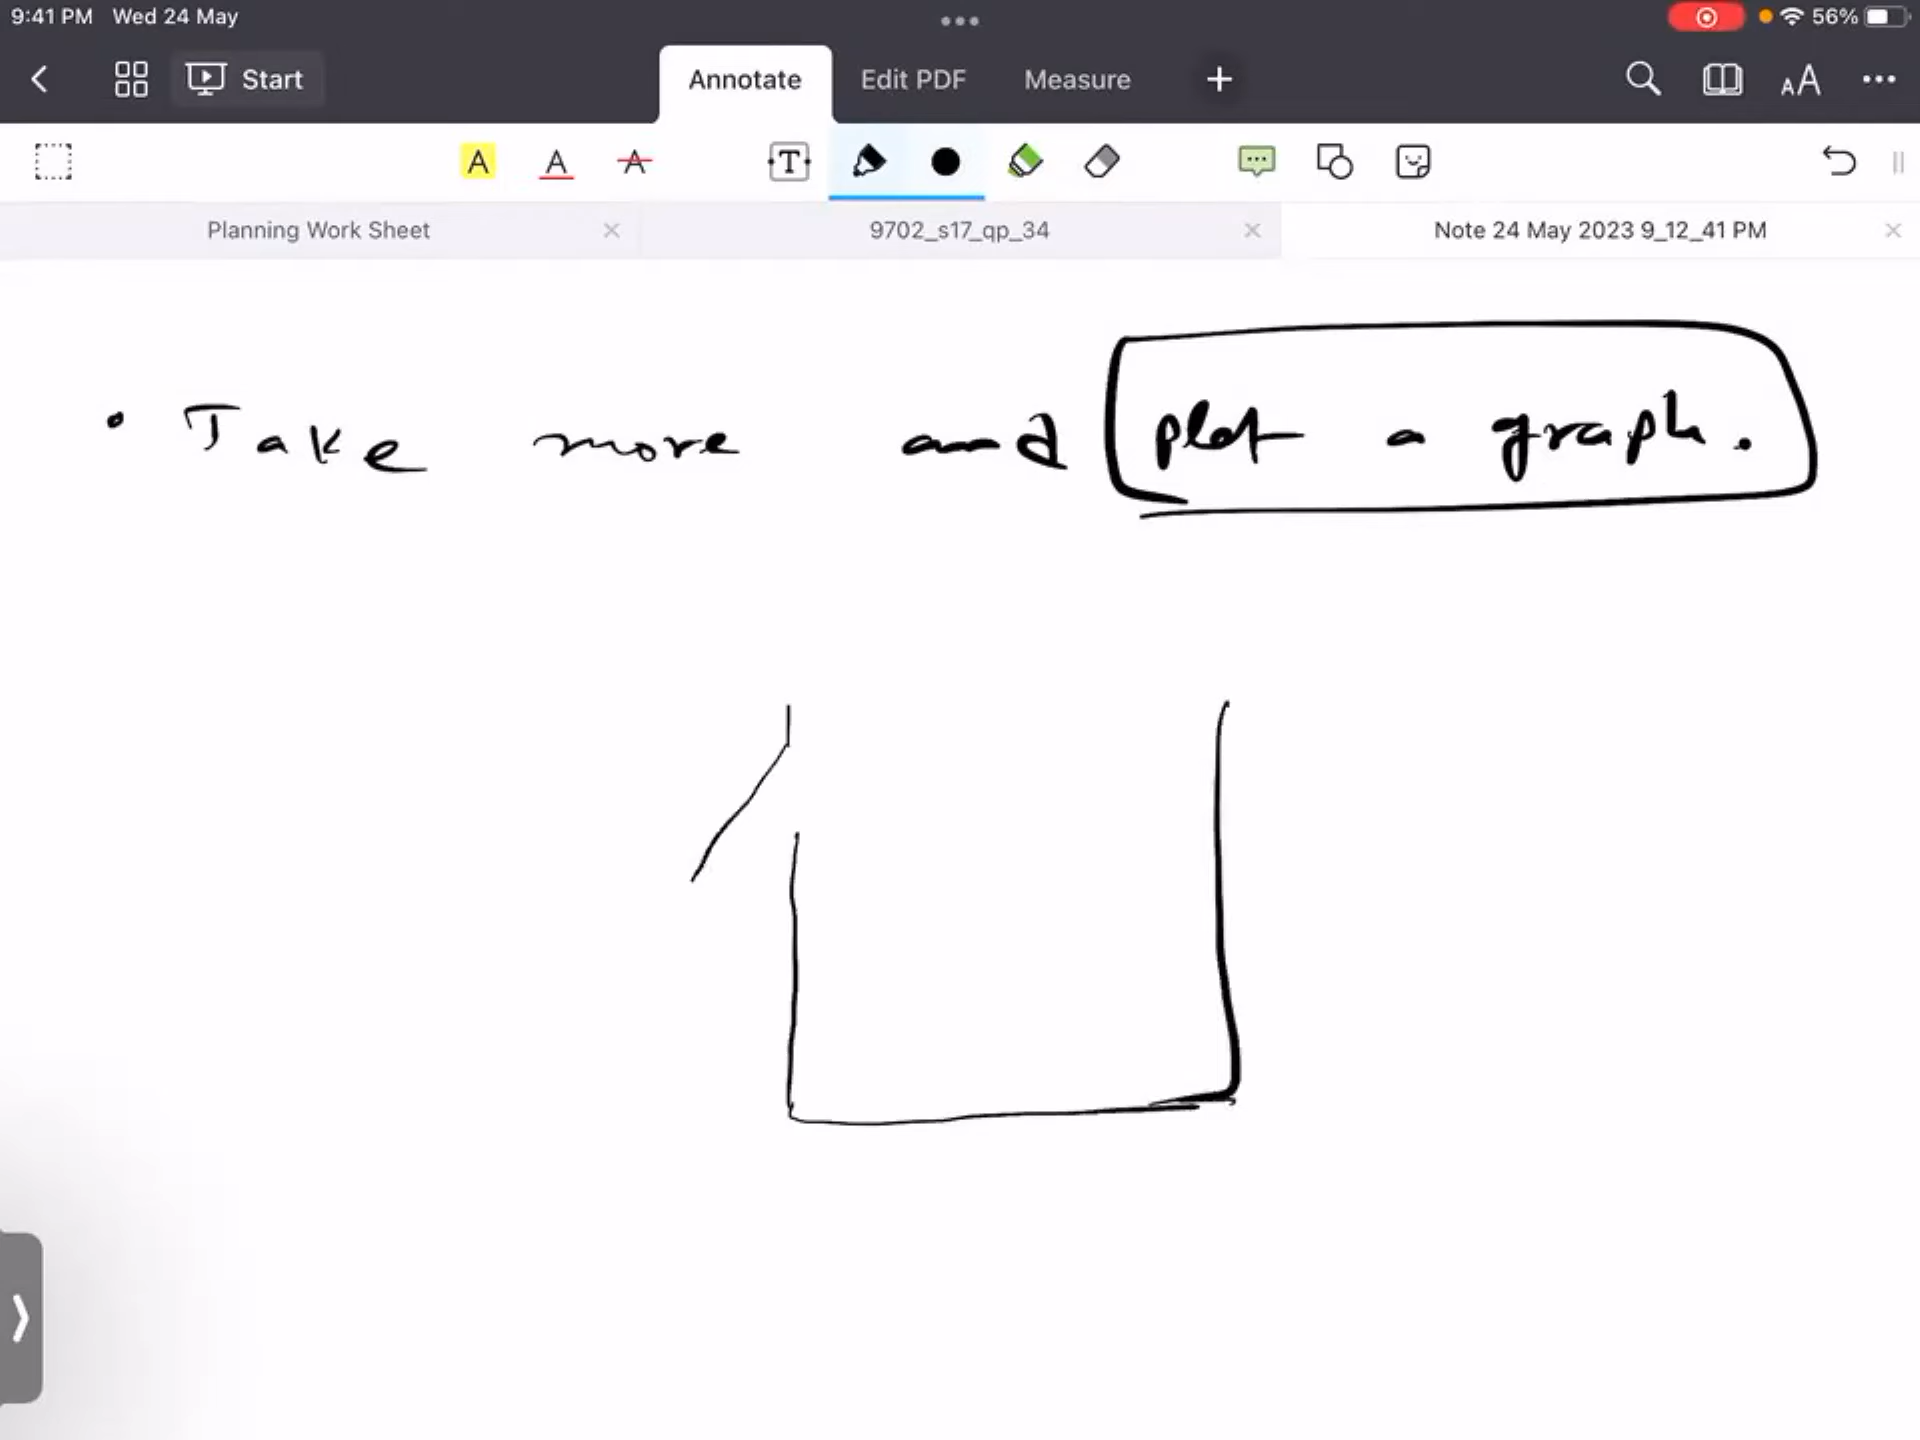 9:41 PM Wed 24 May 56%
Start Annotate Edit PDF Measure + AA
A A A T
Planning Work Sheet 9702_s17_qp_34 Note 24 May 2023 9_12_41 PM
• Take more and plot a graph.